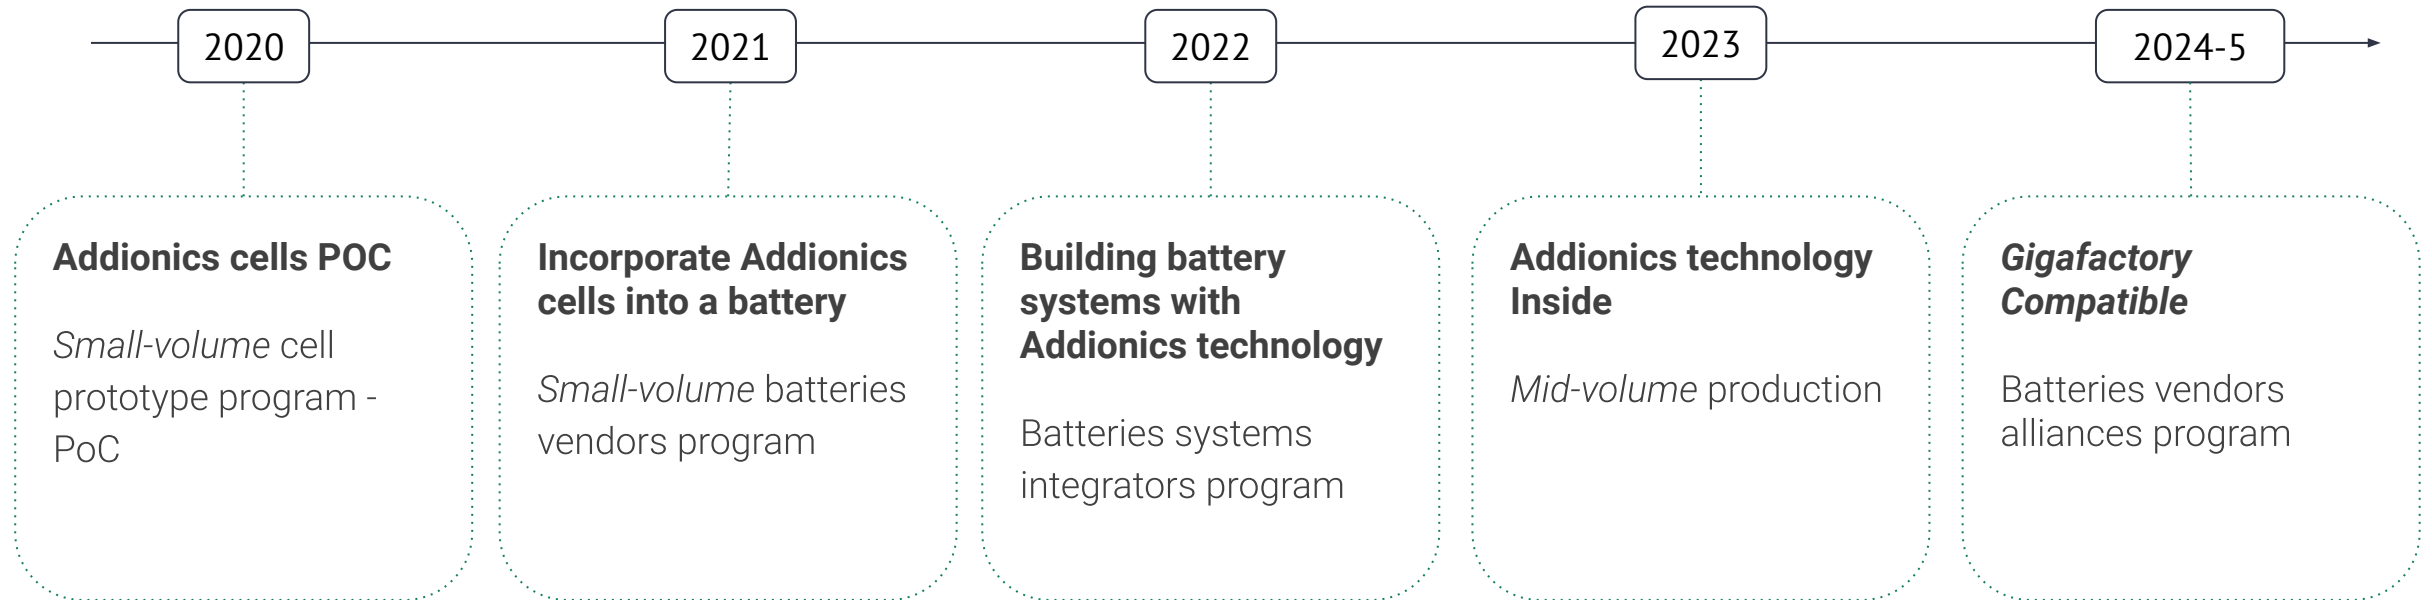 2020
2021
2022
2023
2024-5
Addionics cells POC
Small-volume cell
prototype program -
PoC
Incorporate Addionics
cells into a battery
Small-volume batteries
vendors program
Building battery
systems with
Addionics technology
Batteries systems
integrators program
Addionics technology
Inside
Mid-volume production
Gigafactory
Compatible
Batteries vendors
alliances program